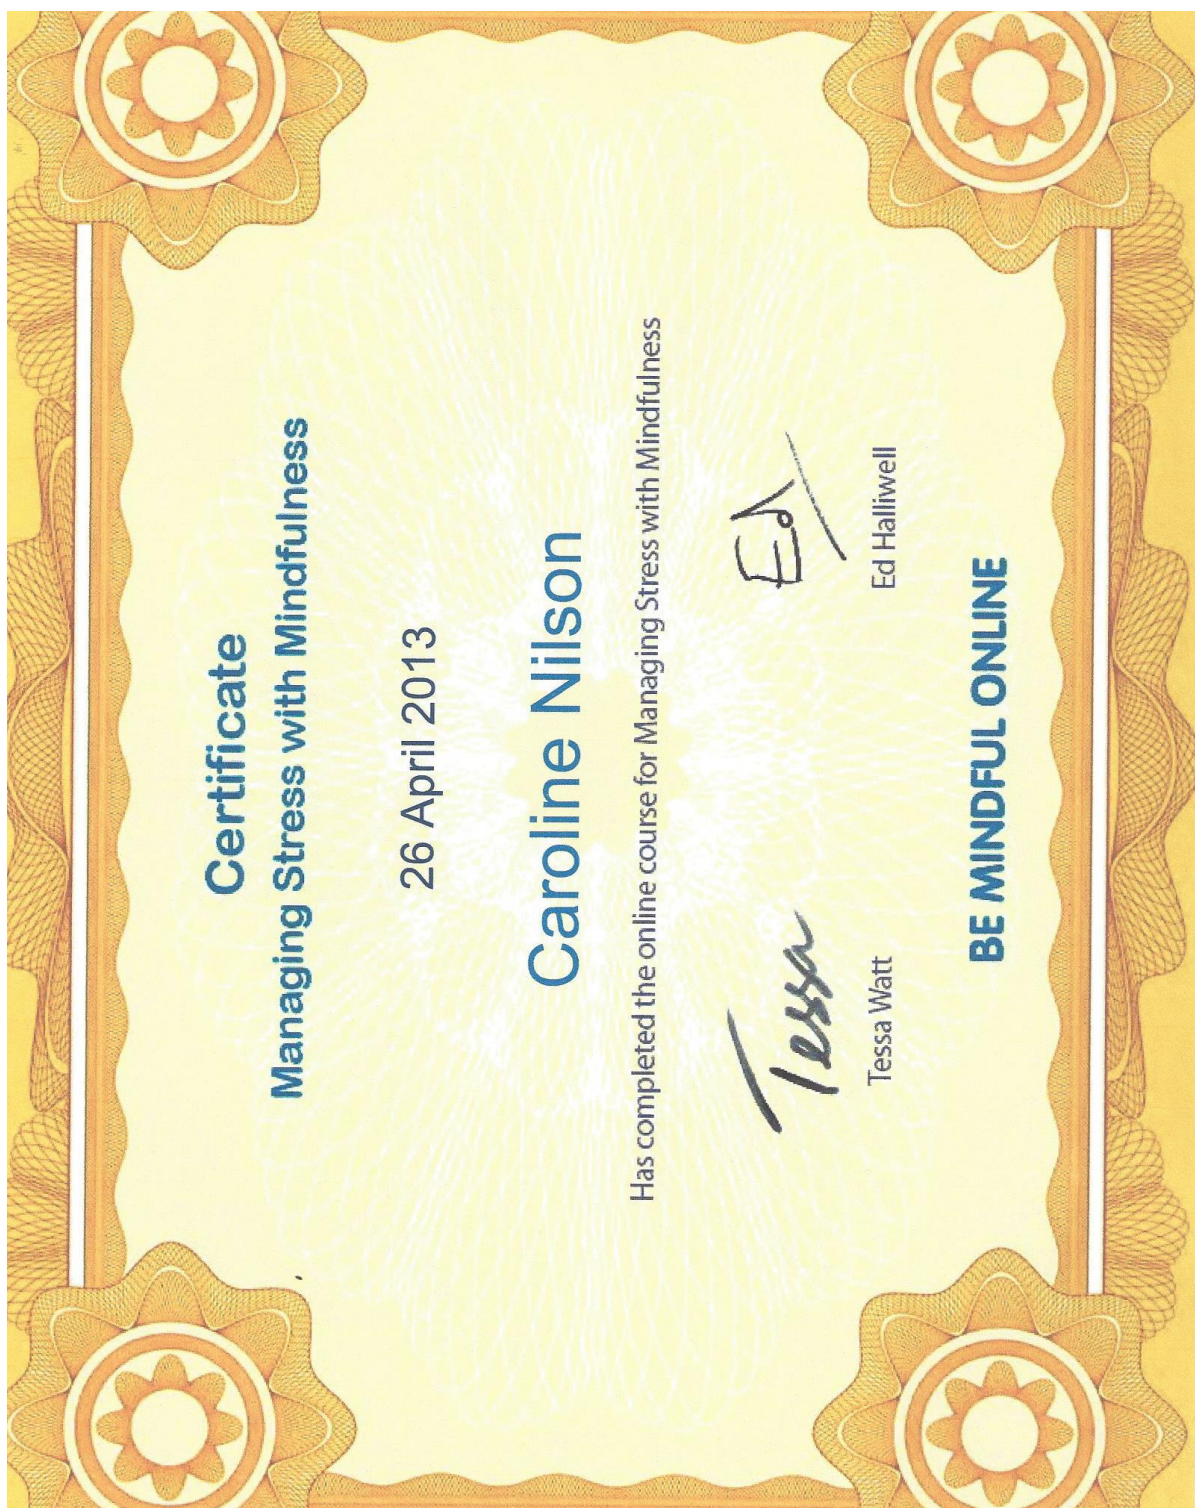 Certificate
Managing Stress with Mindfulness
26 April 2013
Caroline Nilson
Has completed the online course for Managing Stress with Mindfulness
Tessa
Ed
Tessa Watt
Ed Halliwell
BE MINDFUL ONLINE